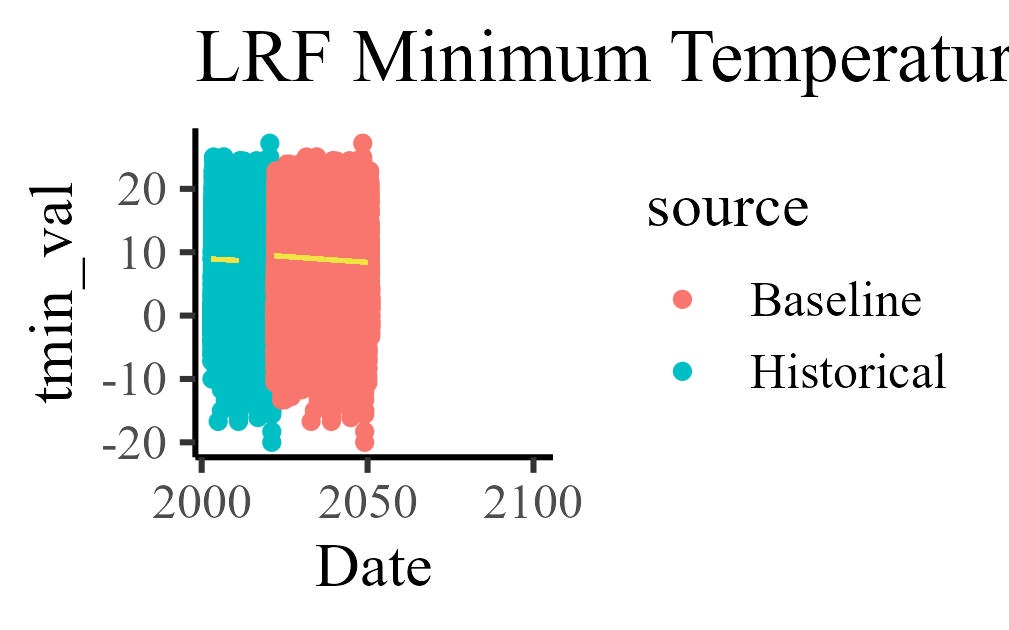 LRF Minimum Temperatur
tmin_val
20
10
0
-10
-20
2000 2050 2100
Date
source
Baseline
Historical